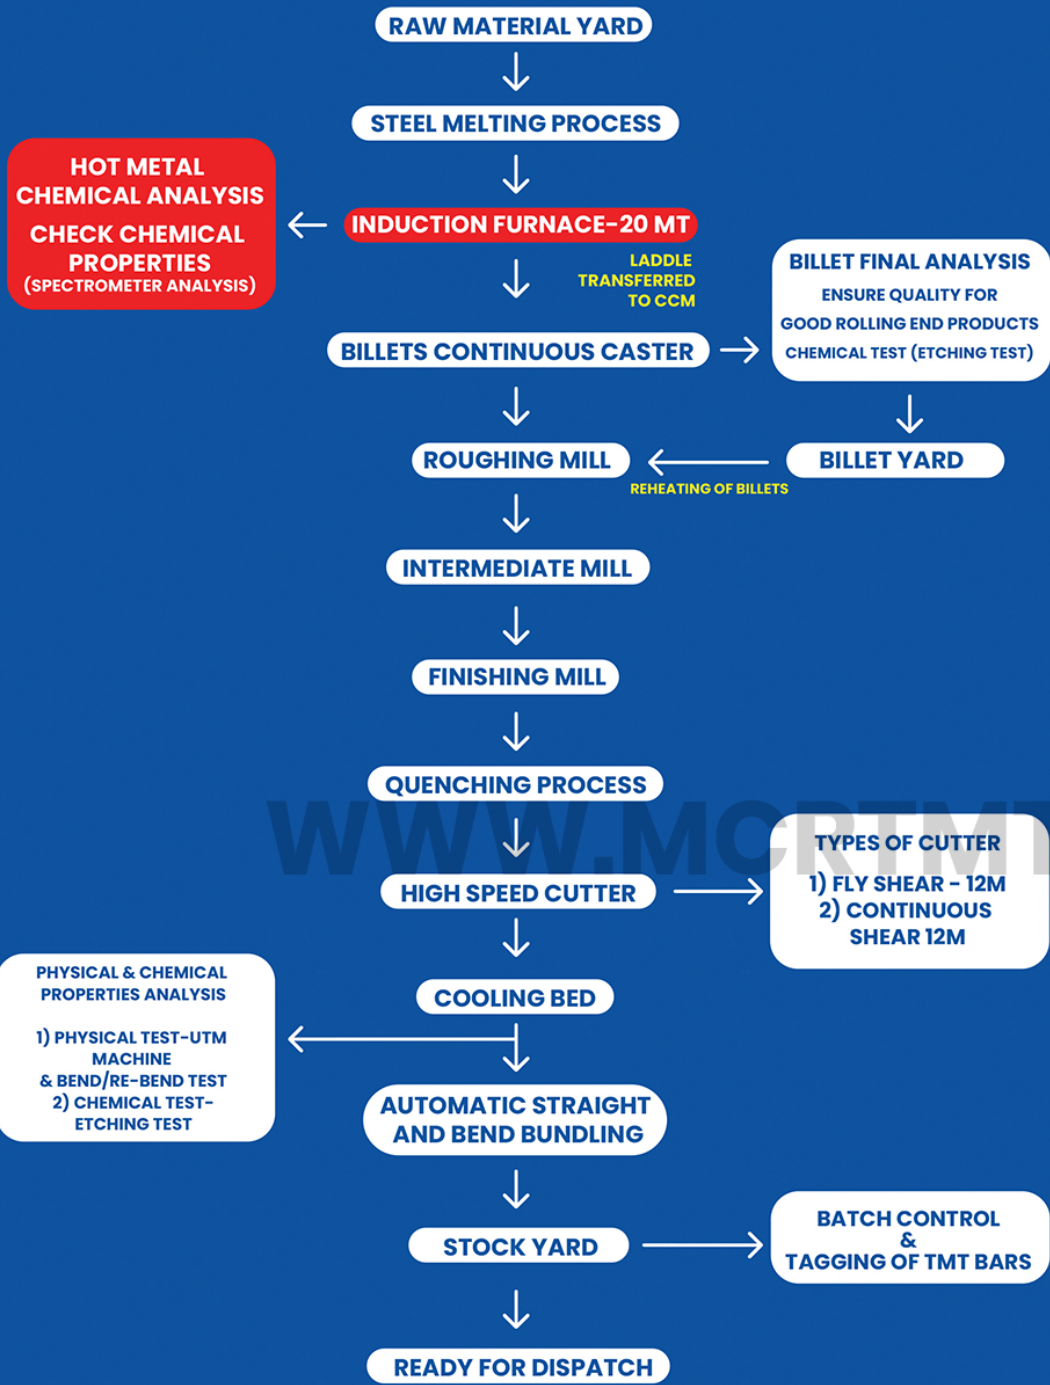 RAW MATERIAL YARD
STEEL MELTING PROCESS
HOT METAL
CHEMICAL ANALYSIS
CHECK CHEMICAL
PROPERTIES
(SPECTROMETER ANALYSIS)
INDUCTION FURNACE-20 MT
LADDLE
TRANSFERRED
TO CCM
BILLET FINAL ANALYSIS
ENSURE QUALITY FOR
GOOD ROLLING END PRODUCTS
CHEMICAL TEST (ETCHING TEST)
BILLETS CONTINUOUS CASTER
ROUGHING MILL
REHEATING OF BILLETS
BILLET YARD
INTERMEDIATE MILL
FINISHING MILL
QUENCHING PROCESS
WWW.MCRTMT
HIGH SPEED CUTTER
TYPES OF CUTTER
1) FLY SHEAR - 12M
2) CONTINUOUS
SHEAR 12M
COOLING BED
PHYSICAL & CHEMICAL
PROPERTIES ANALYSIS
1) PHYSICAL TEST-UTM
MACHINE
& BEND/RE-BEND TEST
2) CHEMICAL TEST-
ETCHING TEST
AUTOMATIC STRAIGHT
AND BEND BUNDLING
STOCK YARD
BATCH CONTROL
&
TAGGING OF TMT BARS
READY FOR DISPATCH